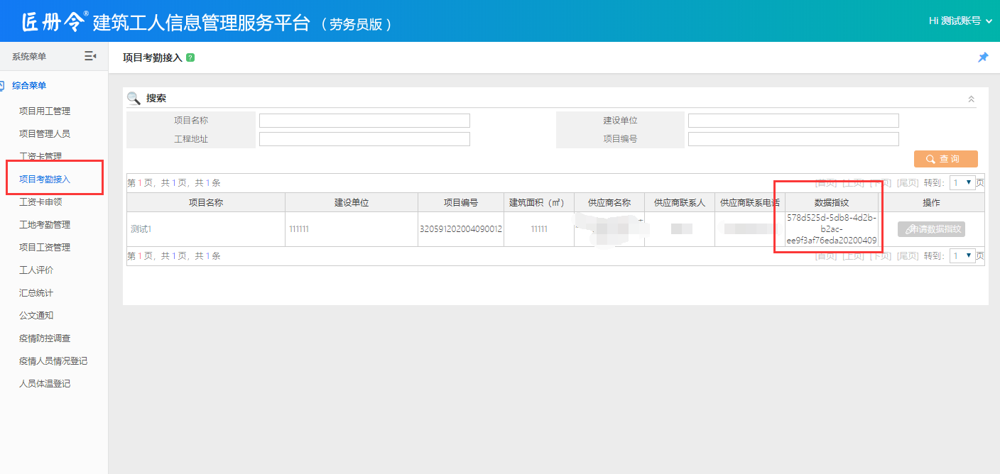 匠册令® 建筑工人信息管理服务平台（劳务员版）
Hi 测试账号
系统菜单
项目考勤接入 ?
综合菜单
项目用工管理
项目管理人员
工资卡管理
项目考勤接入
工资卡申领
工地考勤管理
项目工资管理
工人评价
汇总统计
公文通知
疫情防控调查
疫情人员情况登记
人员体温登记
搜索
项目名称 建设单位
工程地址 项目编号
查 询
第1页，共1页，共1条 [首页] [上页] [下页] [尾页] 转到： 1 页
项目名称 建设单位 项目编号 建筑面积（㎡） 供应商名称 供应商联系人 供应商联系电话 数据指纹 操作
测试1 111111 320591202004090012 11111 578d525d-5db8-4d2b-
b2ac-
ee9f3af76eda20200409
申请数据指纹
第1页，共1页，共1条 [首页] [上页] [下页] [尾页] 转到： 1 页